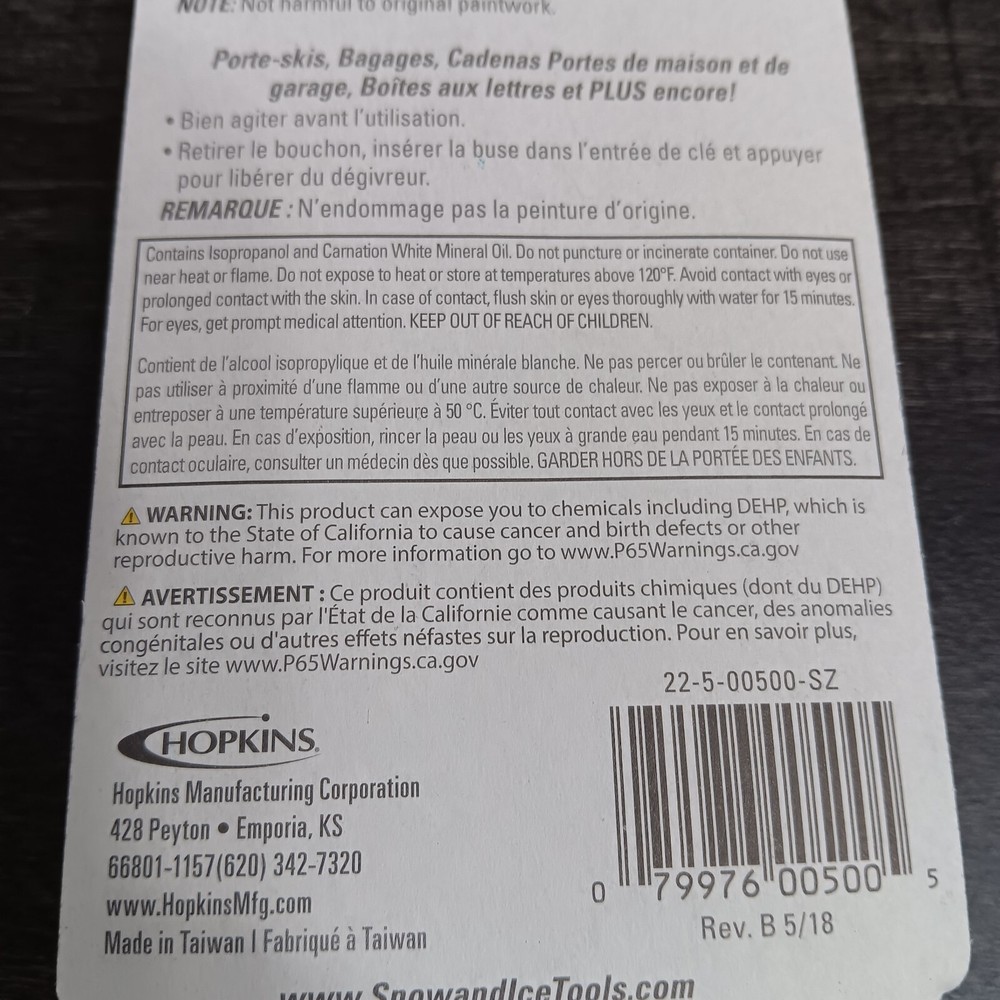 NOTE: Not harmful to original paintwork.
Porte-skis, Bagages, Cadenas Portes de maison et de
garage, Boîtes aux lettres et PLUS encore!
• Bien agiter avant l'utilisation.
• Retirer le bouchon, insérer la buse dans l'entrée de clé et appuyer
pour libérer du dégivreur.
REMARQUE : N'endommage pas la peinture d'origine.
Contains Isopropanol and Carnation White Mineral Oil. Do not puncture or incinerate container. Do not use
near heat or flame. Do not expose to heat or store at temperatures above 120°F. Avoid contact with eyes or
prolonged contact with the skin. In case of contact, flush skin or eyes thoroughly with water for 15 minutes.
For eyes, get prompt medical attention. KEEP OUT OF REACH OF CHILDREN.
Contient de l'alcool isopropylique et de l'huile minérale blanche. Ne pas percer ou brûler le contenant. Ne
pas utiliser à proximité d'une flamme ou d'une autre source de chaleur. Ne pas exposer à la chaleur ou
entreposer à une température supérieure à 50 °C. Éviter tout contact avec les yeux et le contact prolongé
avec la peau. En cas d'exposition, rincer la peau ou les yeux à grande eau pendant 15 minutes. En cas de
contact oculaire, consulter un médecin dès que possible. GARDER HORS DE LA PORTÉE DES ENFANTS.
WARNING: This product can expose you to chemicals including DEHP, which is
known to the State of California to cause cancer and birth defects or other
reproductive harm. For more information go to www.P65Warnings.ca.gov
AVERTISSEMENT : Ce produit contient des produits chimiques (dont du DEHP)
qui sont reconnus par l'État de la Californie comme causant le cancer, des anomalies
congénitales ou d'autres effets néfastes sur la reproduction. Pour en savoir plus,
visitez le site www.P65Warnings.ca.gov
22-5-00500-SZ
HOPKINS.
Hopkins Manufacturing Corporation
428 Peyton • Emporia, KS
66801-1157(620) 342-7320
www.HopkinsMfg.com
Made in Taiwan I Fabriqué à Taiwan
0 79976 00500 5
Rev. B 5/18
www.SnowandIceTools.com